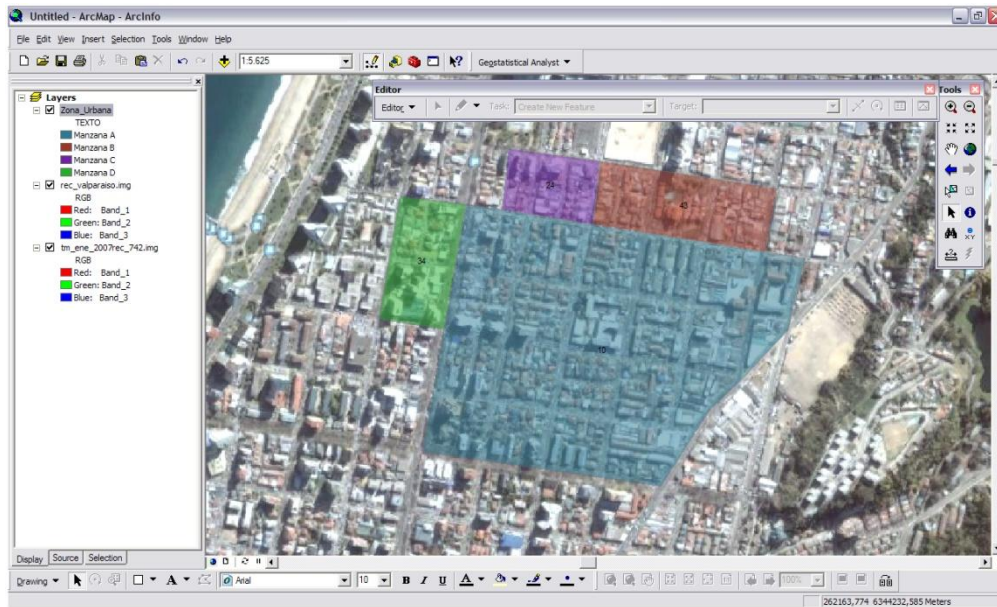 Untitled - ArcMap - ArcInfo
File Edit View Insert Selection Tools Window Help
1:5.625 Geostatistical Analyst
Layers
Zona_Urbana
TEXTO
Manzana A
Manzana B
Manzana C
Manzana D
rec_valparaiso.img
RGB
Red: Band_1
Green: Band_2
Blue: Band_3
tm_ene_2007rec_742.img
RGB
Red: Band_1
Green: Band_2
Blue: Band_3
Display Source Selection
Editor
Editor Task: Create New Feature Target:
Tools
XY
24
43
34
10
Drawing A Arial 10 B I U A 100%
262163,774 6344232,585 Meters